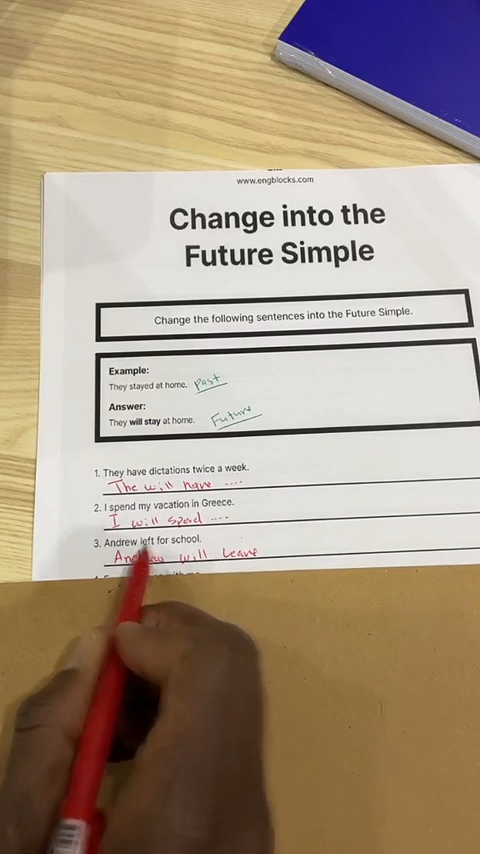 www.engblocks.com
Change into the
Future Simple
Change the following sentences into the Future Simple.
Example:
They stayed at home. Past
Answer:
They will stay at home. Future
1. They have dictations twice a week.
The will have ....
2. I spend my vacation in Greece.
I will spend ....
3. Andrew left for school.
Andrew will leave